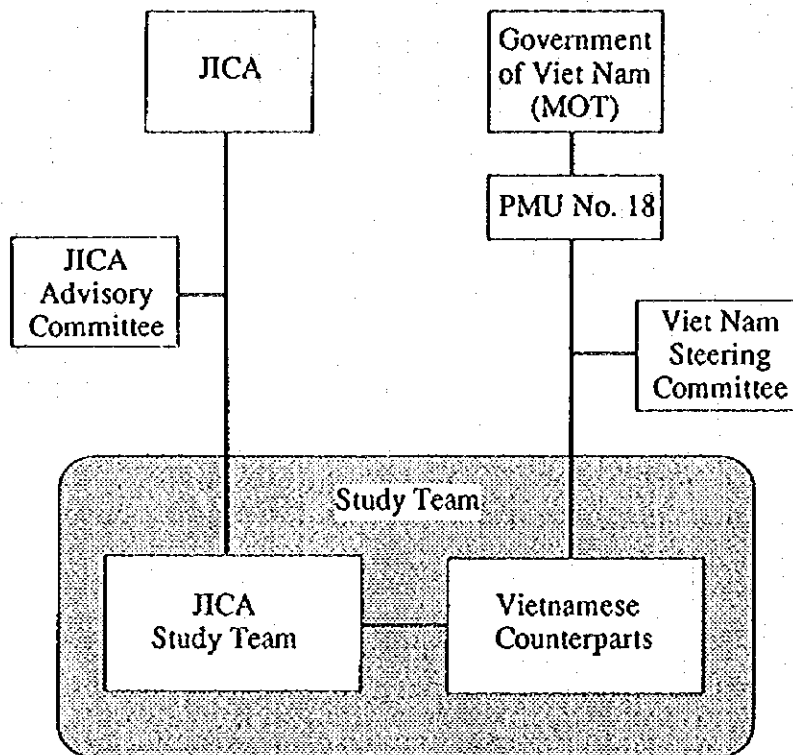 JICA
Government
of Viet Nam
(MOT)
PMU No. 18
JICA
Advisory
Committee
Viet Nam
Steering
Committee
Study Team
JICA
Study Team
Vietnamese
Counterparts